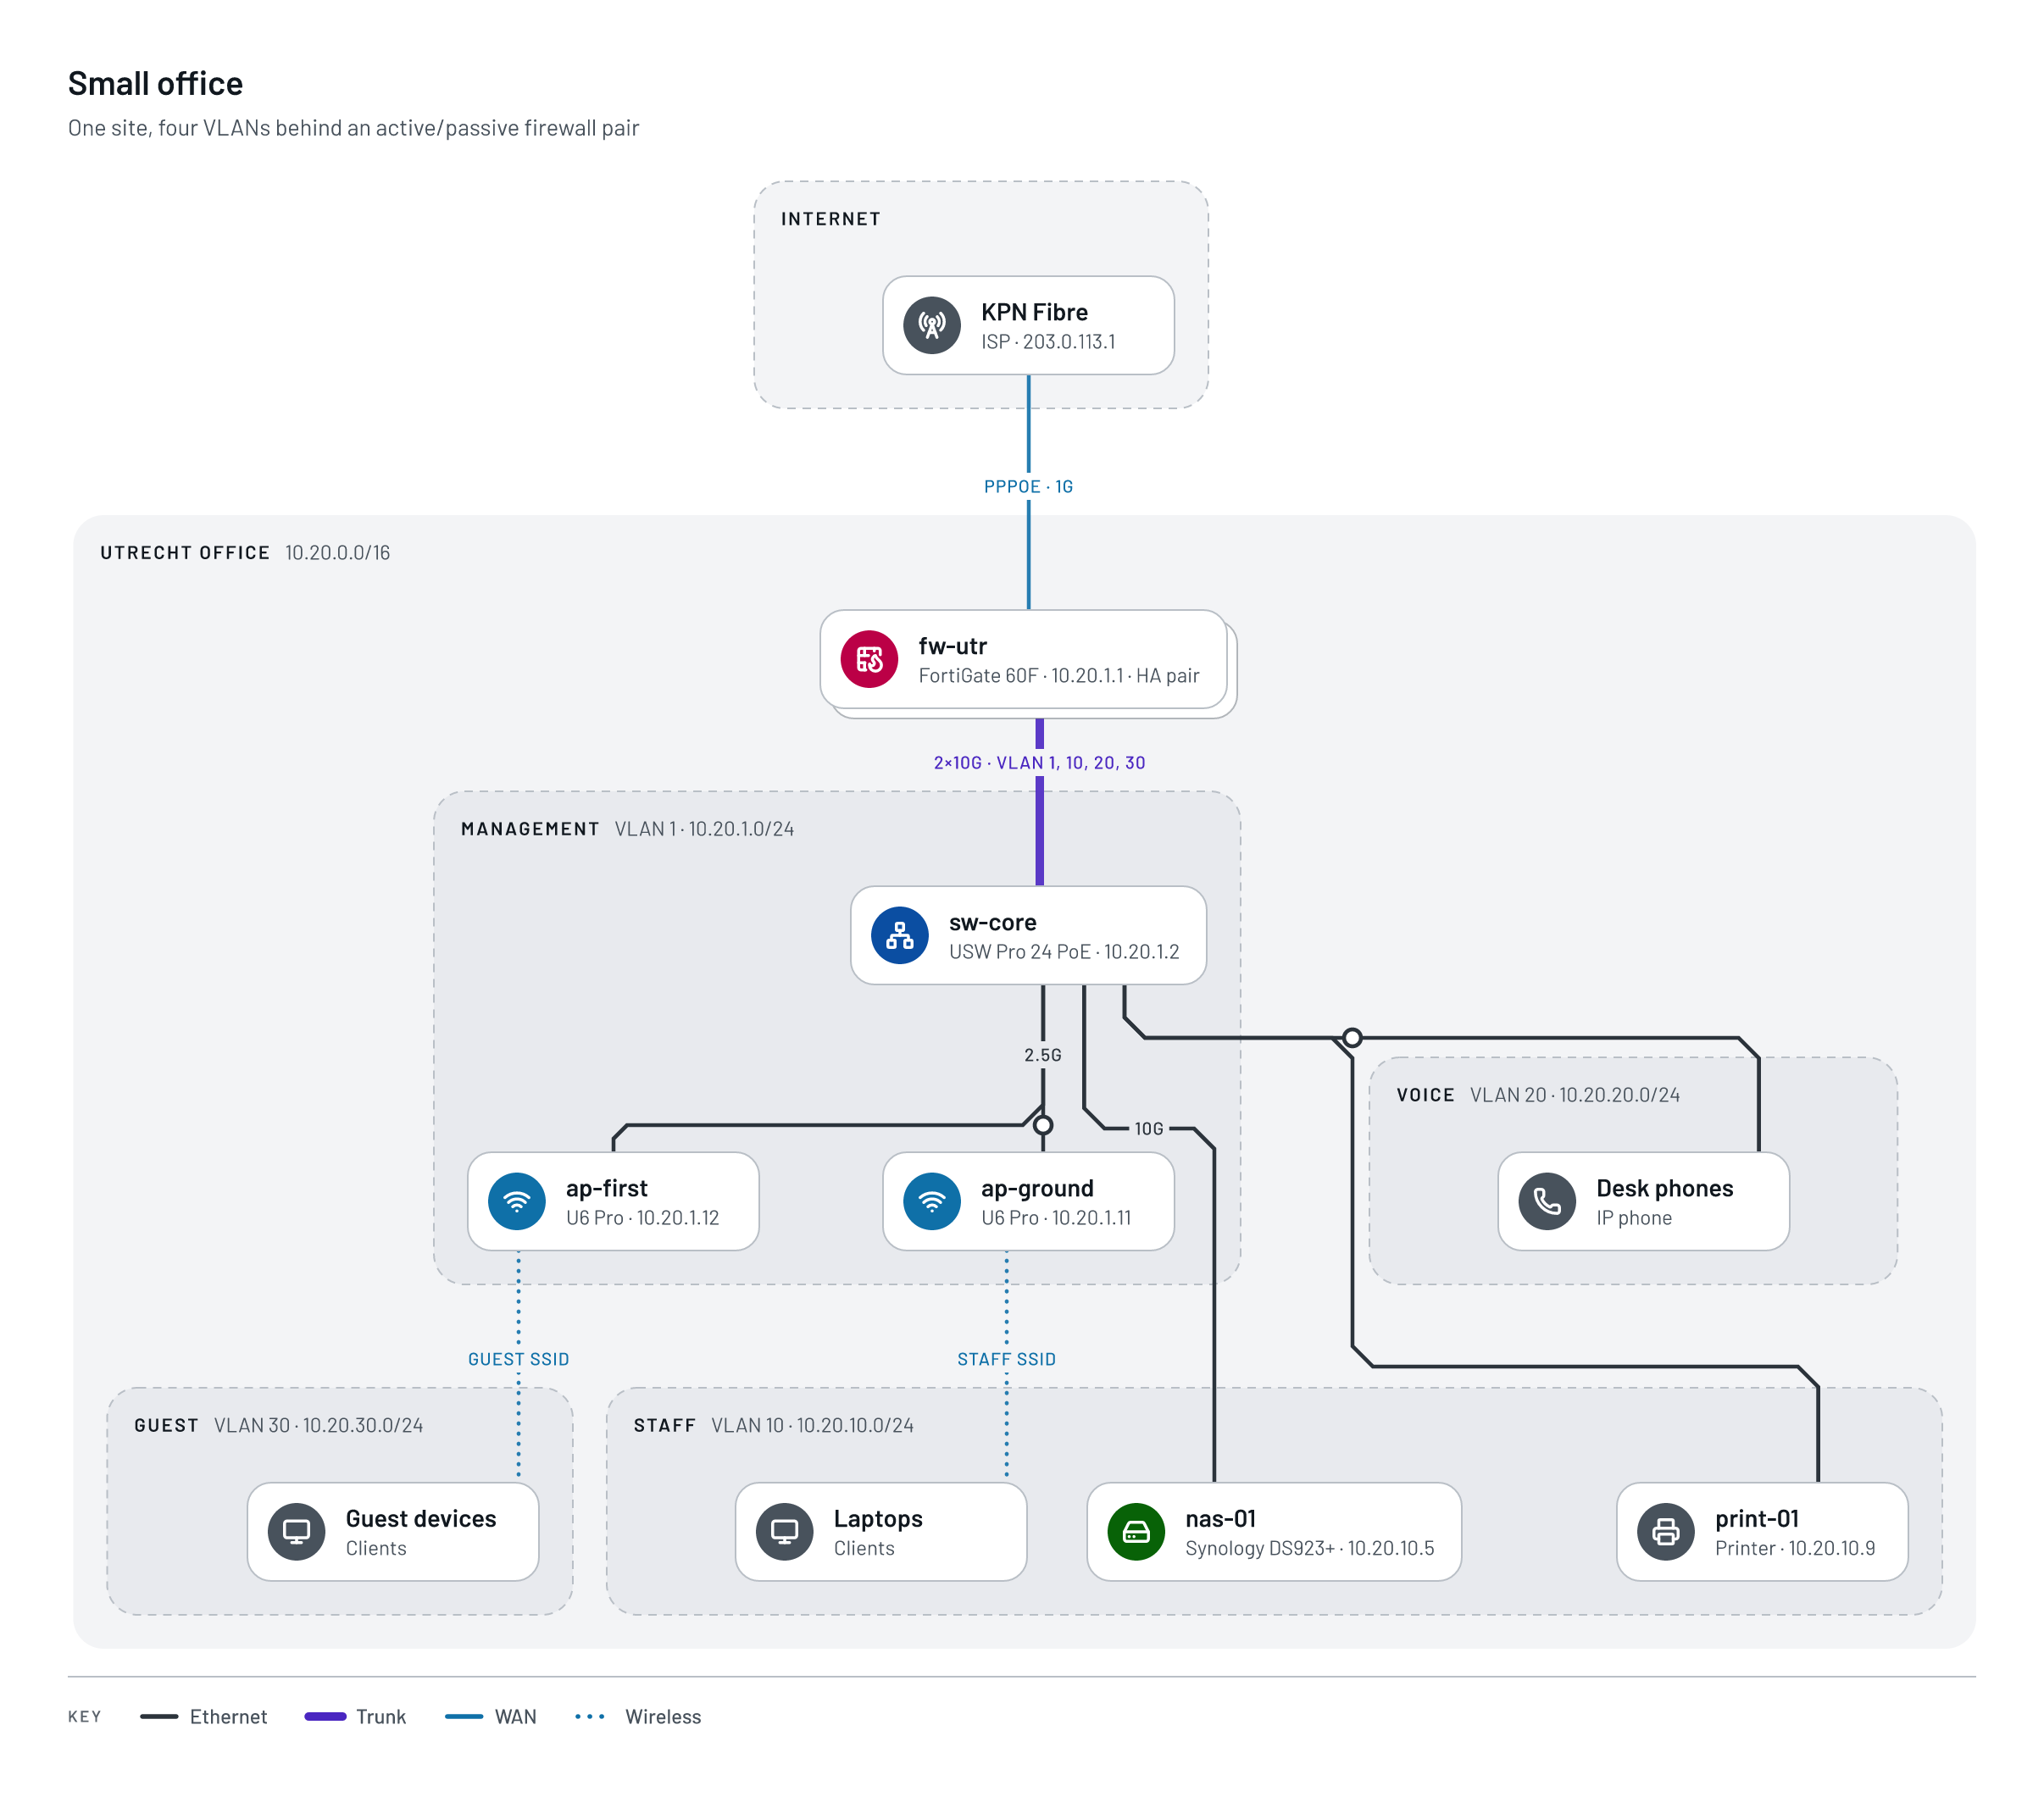 Small office
One site, four VLANs behind an active/passive firewall pair
INTERNET
KPN Fibre
ISP · 203.0.113.1
PPPOE · 1G
UTRECHT OFFICE 10.20.0.0/16
fw-utr
FortiGate 60F · 10.20.1.1 · HA pair
2×10G · VLAN 1, 10, 20, 30
MANAGEMENT VLAN 1 · 10.20.1.0/24
sw-core
USW Pro 24 PoE · 10.20.1.2
2.5G
10G
VOICE VLAN 20 · 10.20.20.0/24
ap-first
U6 Pro · 10.20.1.12
ap-ground
U6 Pro · 10.20.1.11
Desk phones
IP phone
GUEST SSID
STAFF SSID
GUEST VLAN 30 · 10.20.30.0/24
STAFF VLAN 10 · 10.20.10.0/24
Guest devices
Clients
Laptops
Clients
nas-01
Synology DS923+ · 10.20.10.5
print-01
Printer · 10.20.10.9
KEY Ethernet Trunk WAN Wireless